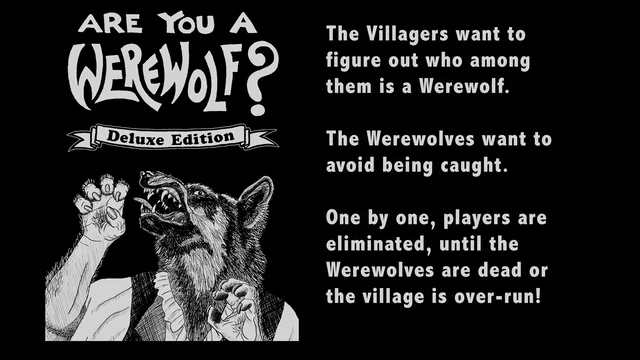 ARE YOU A
WEREWOLF?
Deluxe Edition
The Villagers want to
figure out who among
them is a Werewolf.
The Werewolves want to
avoid being caught.
One by one, players are
eliminated, until the
Werewolves are dead or
the village is over-run!